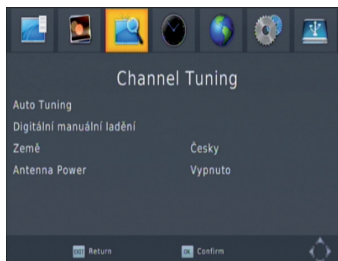 Channel Tuning
Auto Tuning
Digitální manuální ladění
Země Česky
Antenna Power Vypnuto
EXIT Return OK Confirm